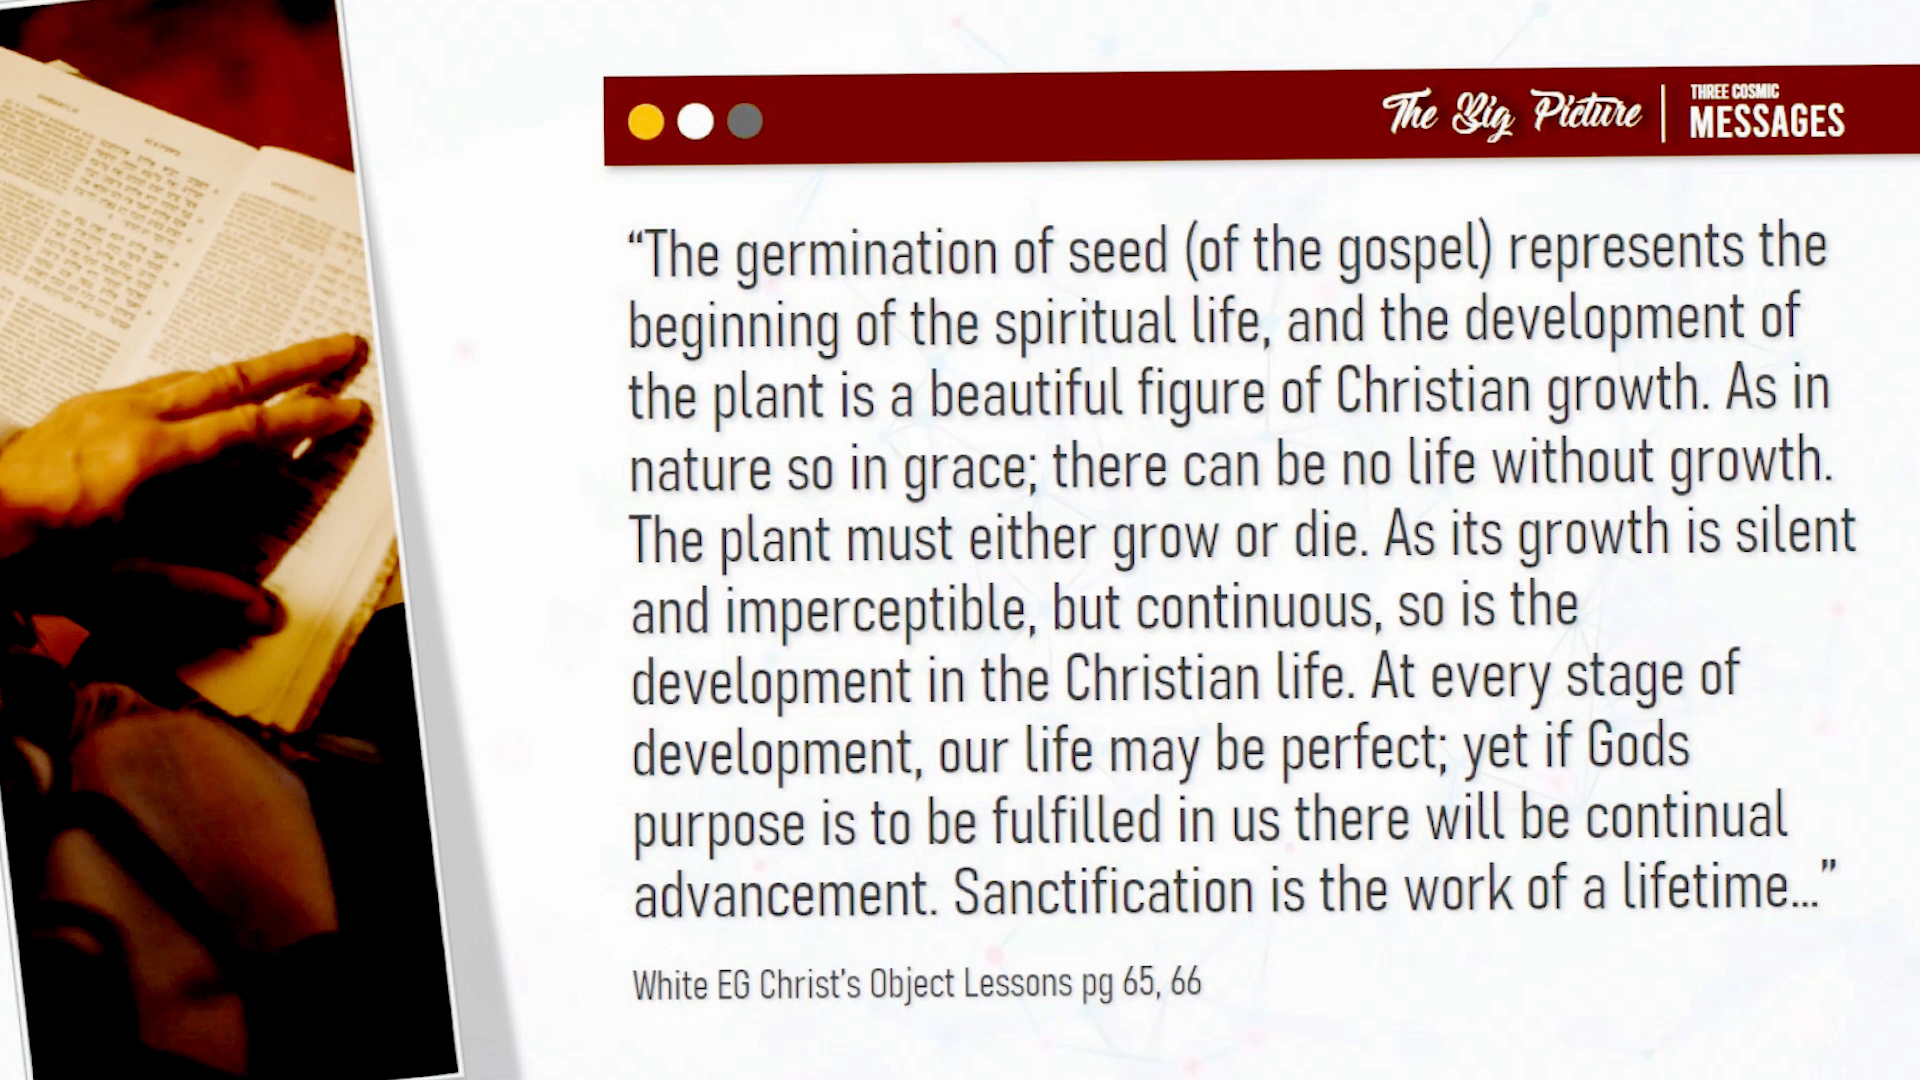 The Big Picture
THREE COSMIC
MESSAGES
“The germination of seed (of the gospel) represents the
beginning of the spiritual life, and the development of
the plant is a beautiful figure of Christian growth. As in
nature so in grace; there can be no life without growth.
The plant must either grow or die. As its growth is silent
and imperceptible, but continuous, so is the
development in the Christian life. At every stage of
development, our life may be perfect; yet if Gods
purpose is to be fulfilled in us there will be continual
advancement. Sanctification is the work of a lifetime...”
White EG Christ’s Object Lessons pg 65, 66